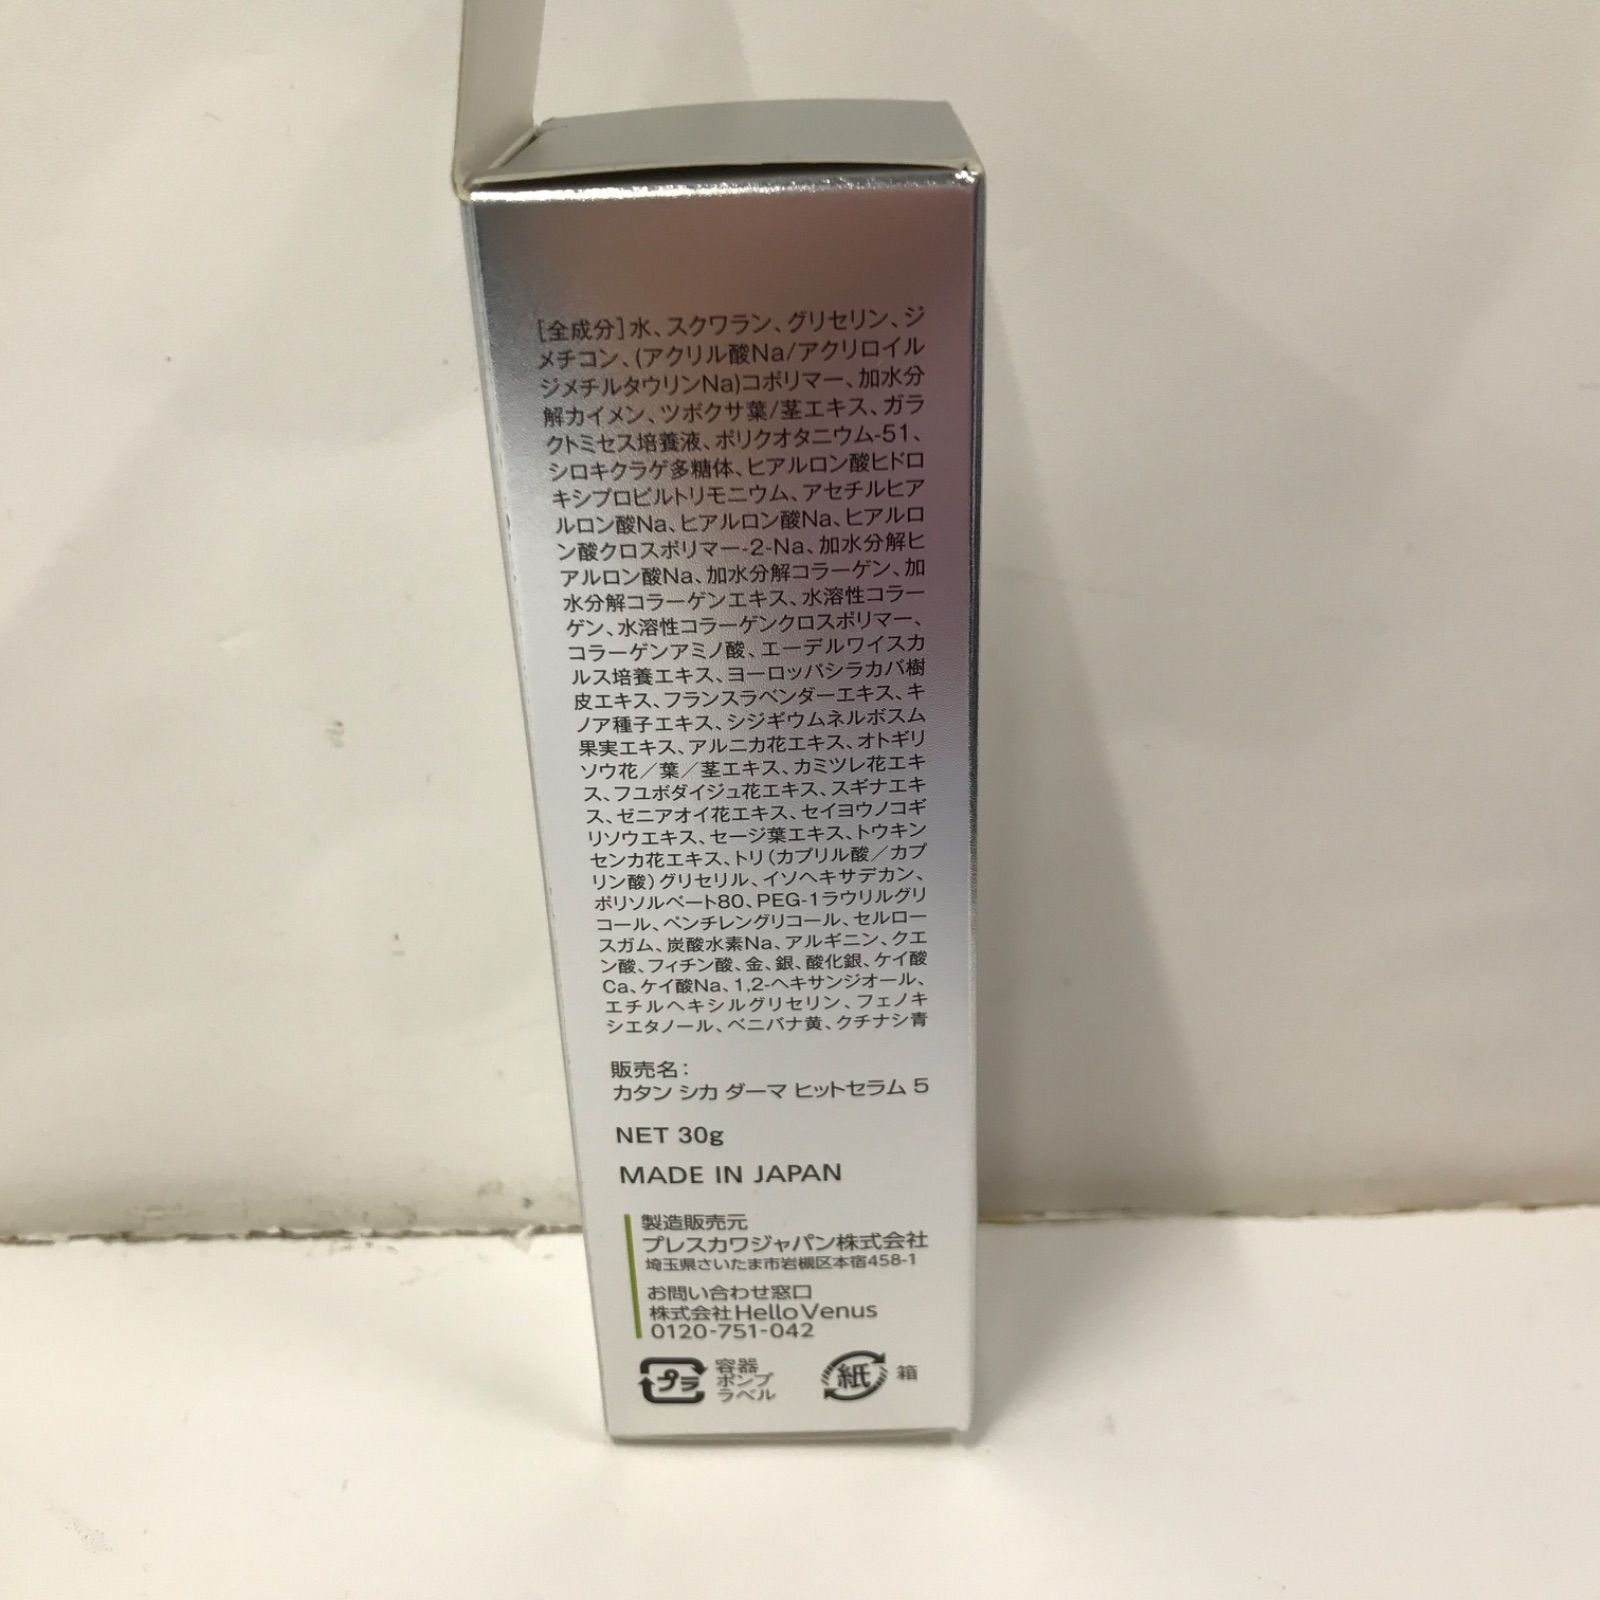 [全成分]水、スクワラン、グリセリン、ジ
メチコン、(アクリル酸Na/アクリロイル
ジメチルタウリンNa)コポリマー、加水分
解カイメン、ツボクサ葉/茎エキス、ガラ
クトミセス培養液、ポリクオタニウム-51、
シロキクラゲ多糖体、ヒアルロン酸ヒドロ
キシプロピルトリモニウム、アセチルヒア
ルロン酸Na、ヒアルロン酸Na、ヒアルロ
ン酸クロスポリマー-2-Na、加水分解ヒ
アルロン酸Na、加水分解コラーゲン、加
水分解コラーゲンエキス、水溶性コラー
ゲン、水溶性コラーゲンクロスポリマー、
コラーゲンアミノ酸、エーデルワイスカ
ルス培養エキス、ヨーロッパシラカバ樹
皮エキス、フランスラベンダーエキス、キ
ノア種子エキス、シジギウムネルボスム
果実エキス、アルニカ花エキス、オトギリ
ソウ花／葉／茎エキス、カミツレ花エキ
ス、フユボダイジュ花エキス、スギナエキ
ス、ゼニアオイ花エキス、セイヨウノコギ
リソウエキス、セージ葉エキス、トウキン
センカ花エキス、トリ(カプリル酸／カプ
リン酸)グリセリル、イソヘキサデカン、
ポリソルベート80、PEG-1ラウリルグリ
コール、ペンチレングリコール、セルロー
スガム、炭酸水素Na、アルギニン、クエ
ン酸、フィチン酸、金、銀、酸化銀、ケイ酸
Ca、ケイ酸Na、1,2-ヘキサンジオール、
エチルヘキシルグリセリン、フェノキ
シエタノール、ベニバナ黄、クチナシ青
販売名：
カタン シカ ダーマ ヒットセラム 5
NET 30g
MADE IN JAPAN
製造販売元
プレスカワジャパン株式会社
埼玉県さいたま市岩槻区本宿458-1
お問い合わせ窓口
株式会社Hello Venus
0120-751-042
プラ 容器
ポンプ
ラベル
紙 箱